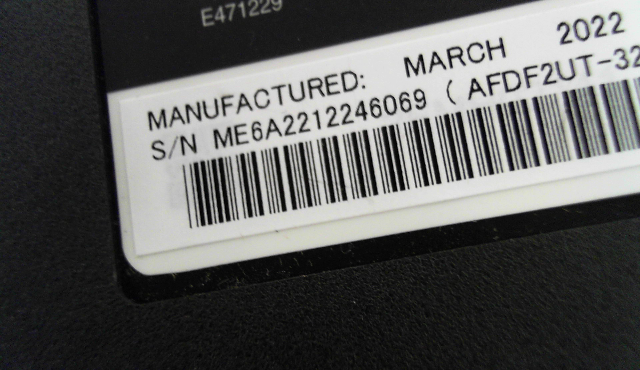 E471229
MANUFACTURED: MARCH 2022
S/N ME6A2212246069 ( AFDF2UT-32